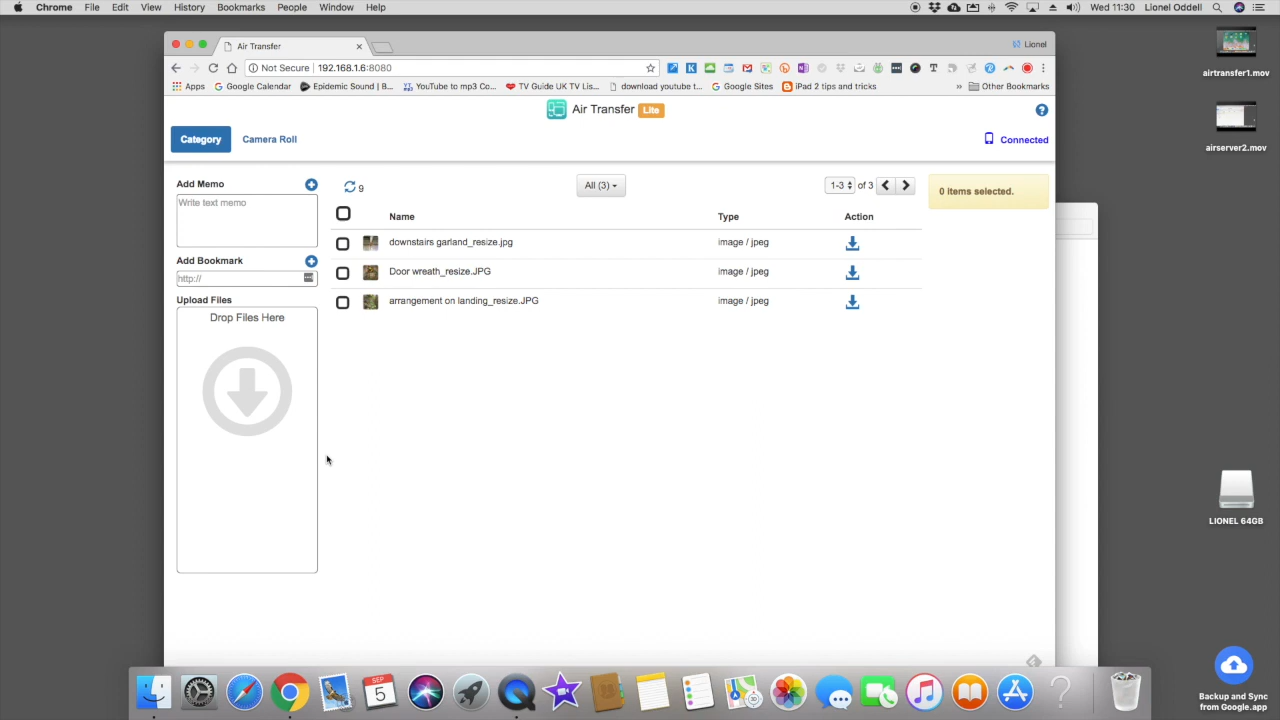 Chrome File Edit View History Bookmarks People Window Help Wed 11:30 Lionel Oddell
Air Transfer Lionel
Not Secure 192.168.1.6:8080
Apps Google Calendar Epidemic Sound | B... YouTube to mp3 Co... TV Guide UK TV Lis... download youtube t... Google Sites iPad 2 tips and tricks » Other Bookmarks
Air Transfer Lite
Category Camera Roll Connected
Add Memo
Write text memo
Add Bookmark
http://
Upload Files
Drop Files Here
9 All (3) 1-3 of 3
0 items selected.
Name Type Action
downstairs garland_resize.jpg image / jpeg
Door wreath_resize.JPG image / jpeg
arrangement on landing_resize.JPG image / jpeg
airtransfer1.mov
airserver2.mov
LIONEL 64GB
Backup and Sync
from Google.app
SEP
5